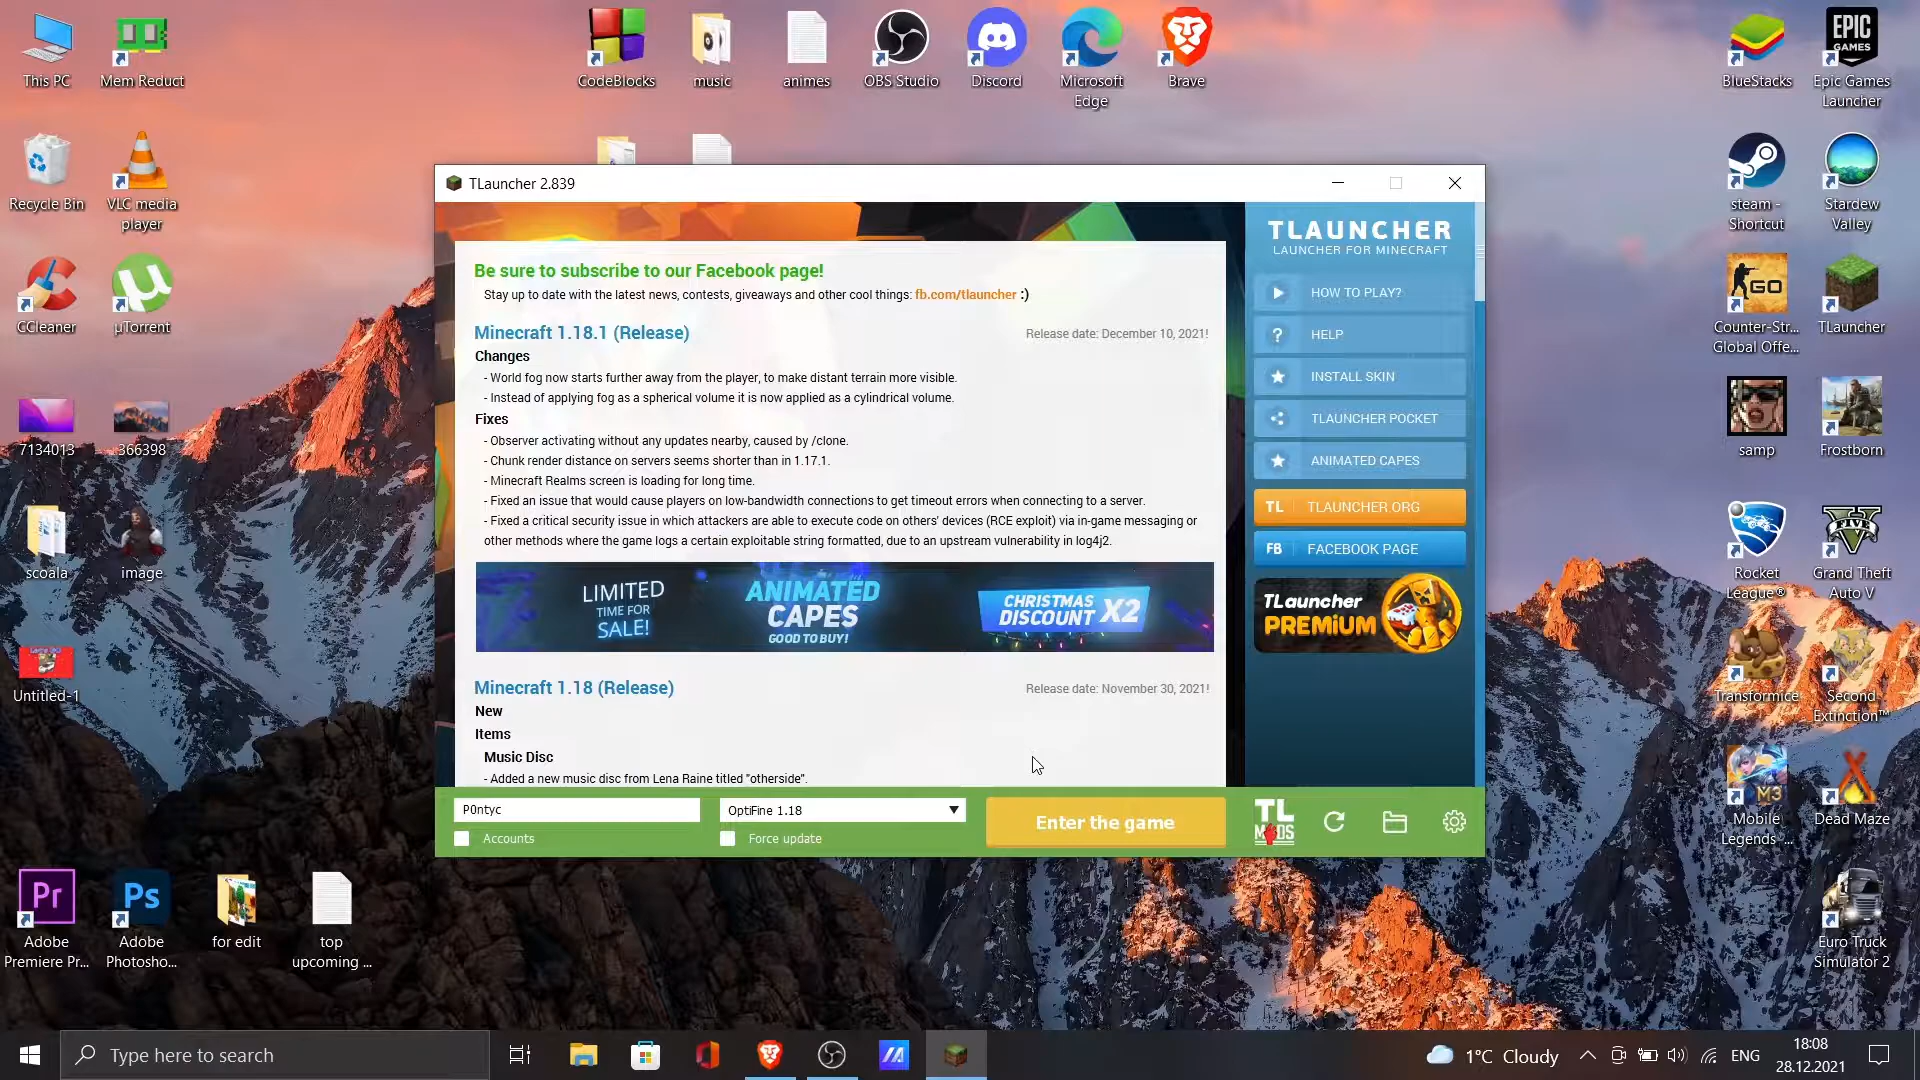 This PC
Mem Reduct
CodeBlocks
music
animes
OBS Studio
Discord
Microsoft
Edge
Brave
BlueStacks
EPIC
GAMES
Epic Games
Launcher
Recycle Bin
VLC media
player
steam -
Shortcut
Stardew
Valley
CCleaner
µTorrent
GO
Counter-Str...
Global Offe...
TLauncher
7134013
366398
samp
Frostborn
scoala
image
Rocket
League®
FIVE
Grand Theft
Auto V
Untitled-1
Transformice
Second
Extinction™
M3
Mobile
Legends -...
Dead Maze
Pr
Adobe
Premiere Pr...
Ps
Adobe
Photosho...
for edit
top
upcoming ...
Euro Truck
Simulator 2
TLauncher 2.839
Be sure to subscribe to our Facebook page!
Stay up to date with the latest news, contests, giveaways and other cool things: fb.com/tlauncher :)
Minecraft 1.18.1 (Release)
Release date: December 10, 2021!
Changes
- World fog now starts further away from the player, to make distant terrain more visible.
- Instead of applying fog as a spherical volume it is now applied as a cylindrical volume.
Fixes
- Observer activating without any updates nearby, caused by /clone.
- Chunk render distance on servers seems shorter than in 1.17.1.
- Minecraft Realms screen is loading for long time.
- Fixed an issue that would cause players on low-bandwidth connections to get timeout errors when connecting to a server.
- Fixed a critical security issue in which attackers are able to execute code on others' devices (RCE exploit) via in-game messaging or
other methods where the game logs a certain exploitable string formatted, due to an upstream vulnerability in log4j2.
LIMITED
TIME FOR
SALE!
ANIMATED
CAPES
GOOD TO BUY!
CHRISTMAS
DISCOUNT X2
Minecraft 1.18 (Release)
Release date: November 30, 2021!
New
Items
Music Disc
- Added a new music disc from Lena Raine titled "otherside".
TLAUNCHER
LAUNCHER FOR MINECRAFT
HOW TO PLAY?
HELP
INSTALL SKIN
TLAUNCHER POCKET
ANIMATED CAPES
TL TLAUNCHER.ORG
FB FACEBOOK PAGE
TLauncher
PREMiUM
P0ntyc
Accounts
OptiFine 1.18
Force update
Enter the game
TL
MODS
Type here to search
1°C Cloudy
ENG
18:08
28.12.2021